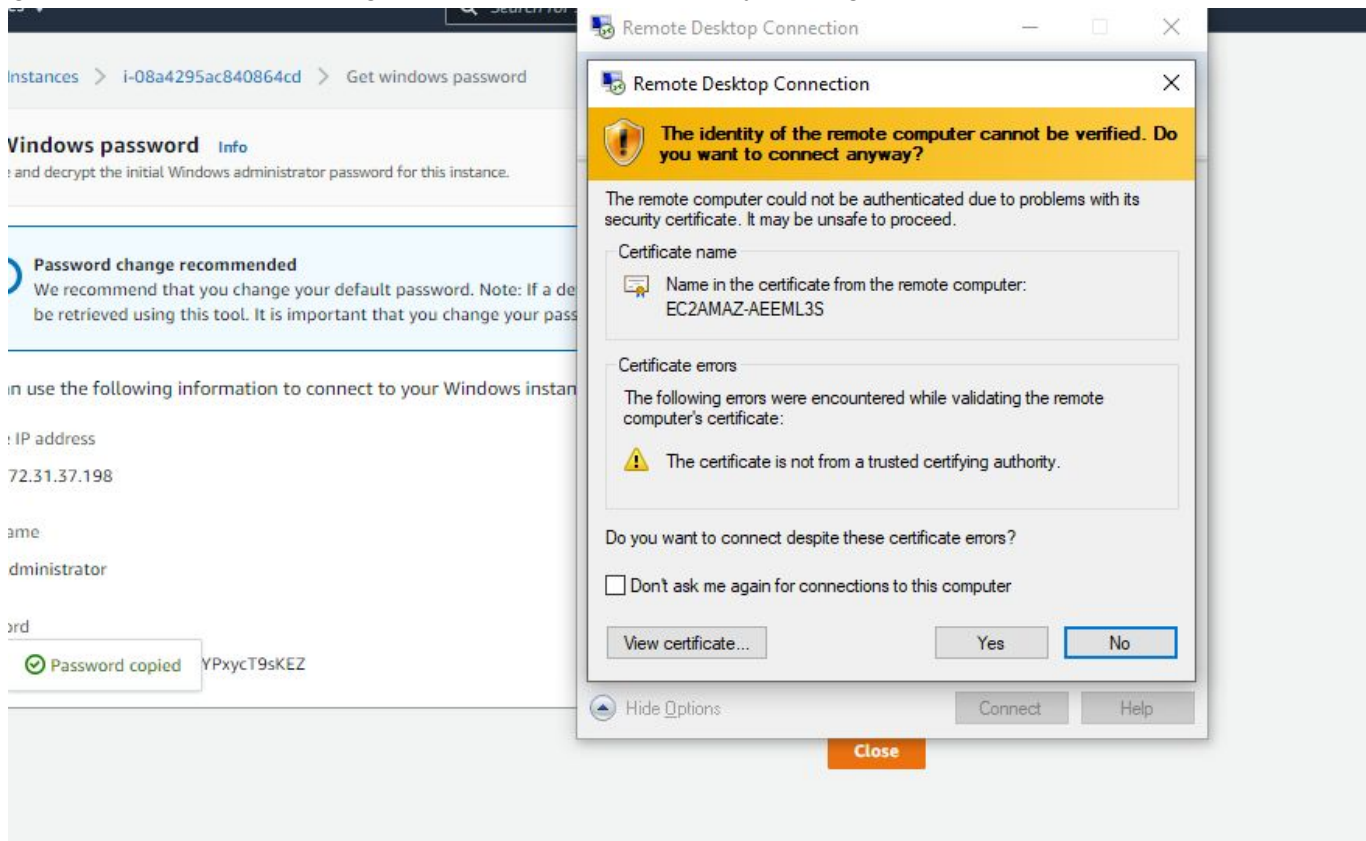 Search for
Remote Desktop Connection
Instances > i-08a4295ac840864cd > Get windows password
Windows password Info
and decrypt the initial Windows administrator password for this instance.
Password change recommended
We recommend that you change your default password. Note: If a de
be retrieved using this tool. It is important that you change your pass
n use the following information to connect to your Windows instan
IP address
72.31.37.198
ame
dministrator
ord
Password copied YPxycT9sKEZ
Remote Desktop Connection
The identity of the remote computer cannot be verified. Do
you want to connect anyway?
The remote computer could not be authenticated due to problems with its
security certificate. It may be unsafe to proceed.
Certificate name
Name in the certificate from the remote computer:
EC2AMAZ-AEEML3S
Certificate errors
The following errors were encountered while validating the remote
computer's certificate:
The certificate is not from a trusted certifying authority.
Do you want to connect despite these certificate errors?
Don't ask me again for connections to this computer
View certificate... Yes No
Hide Options Connect Help
Close